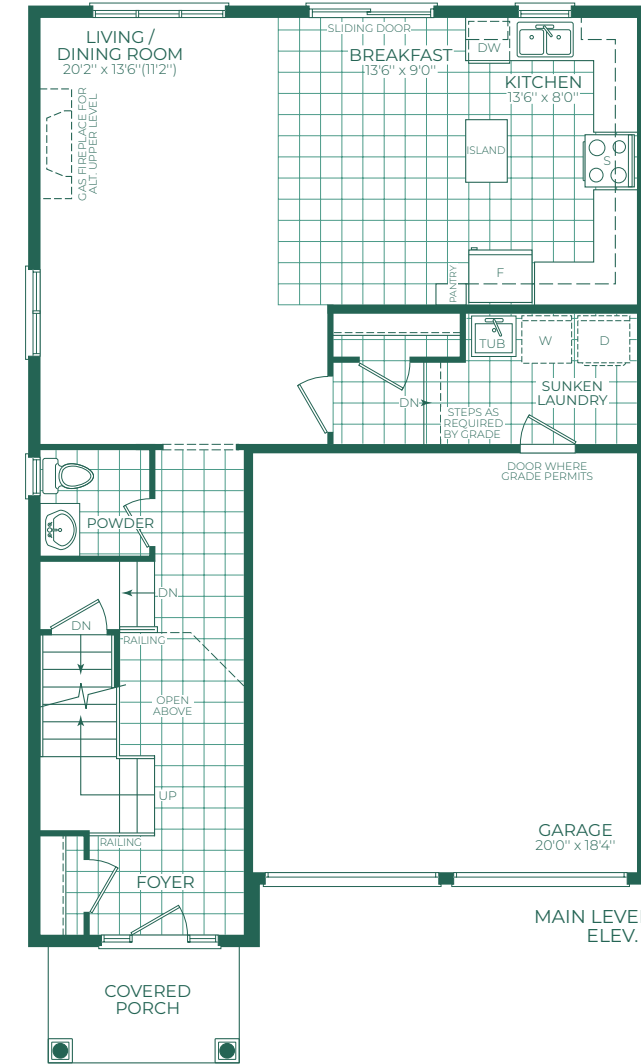 SLIDING DOOR
LIVING /
DINING ROOM
20'2" x 13'6"(11'2")
BREAKFAST
13'6" x 9'0"
DW
KITCHEN
13'6" x 8'0"
GAS FIREPLACE FOR
ALT. UPPER LEVEL
ISLAND
S
PANTRY
F
TUB
W
D
SUNKEN
LAUNDRY
DN
STEPS AS
REQUIRED
BY GRADE
DOOR WHERE
GRADE PERMITS
POWDER
DN
DN
RAILING
OPEN
ABOVE
UP
RAILING
GARAGE
20'0" x 18'4"
FOYER
MAIN LEVE
ELEV.
COVERED
PORCH